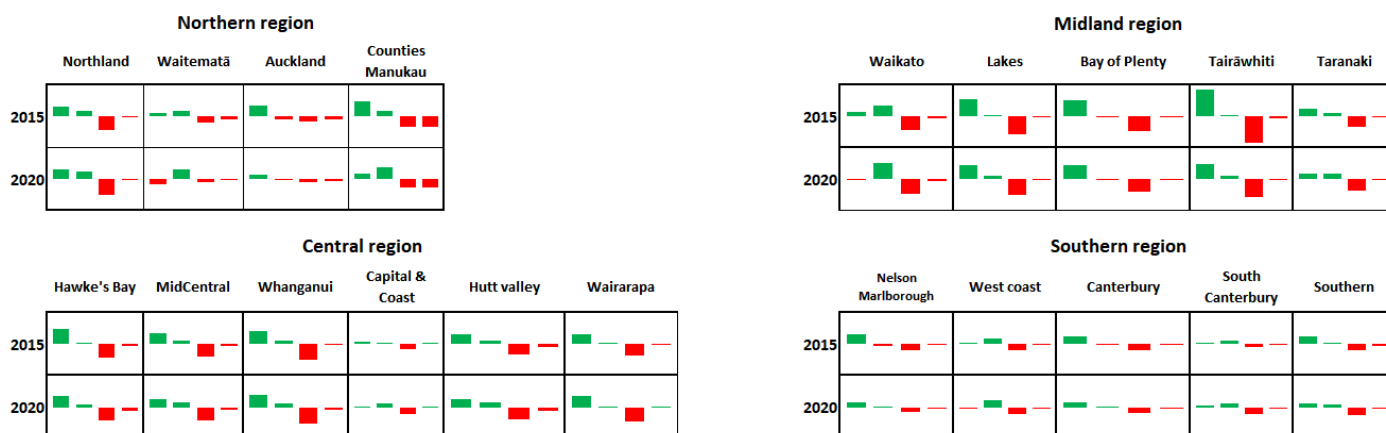 Northern region
Northland Waitematā Auckland Counties Manukau
2015
2020
Midland region
Waikato Lakes Bay of Plenty Tairāwhiti Taranaki
2015
2020
Central region
Hawke's Bay MidCentral Whanganui Capital & Coast Hutt valley Wairarapa
2015
2020
Southern region
Nelson Marlborough West coast Canterbury South Canterbury Southern
2015
2020